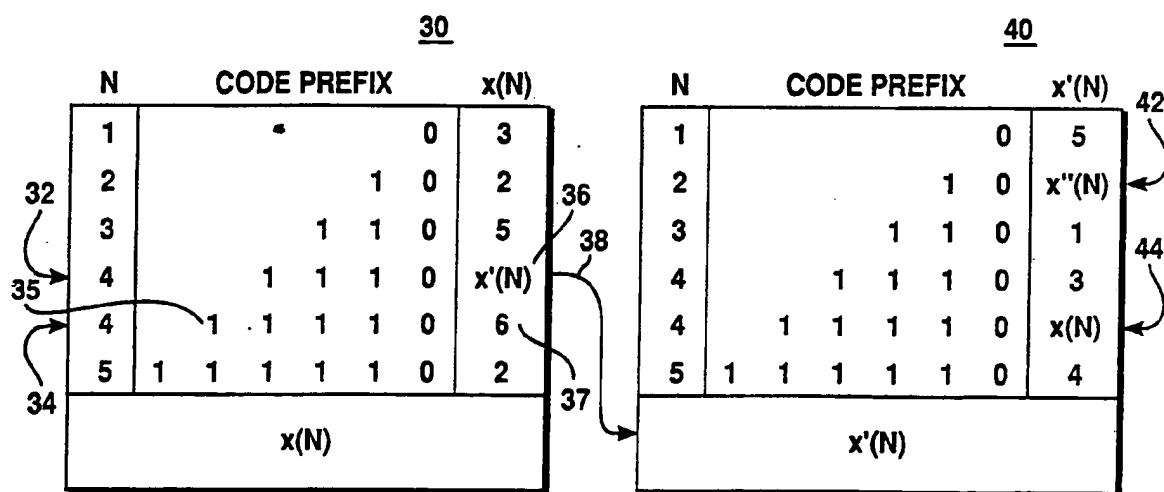 30
N CODE PREFIX x(N)
1 0 3
2 1 0 2
3 1 1 0 5
4 1 1 1 0 x'(N)
4 1 1 1 1 0 6
5 1 1 1 1 1 0 2
x(N)
32
35
34
36
38
37
40
N CODE PREFIX x'(N)
1 0 5
2 1 0 x''(N)
3 1 1 0 1
4 1 1 1 0 3
4 1 1 1 1 0 x(N)
5 1 1 1 1 1 0 4
x'(N)
42
44